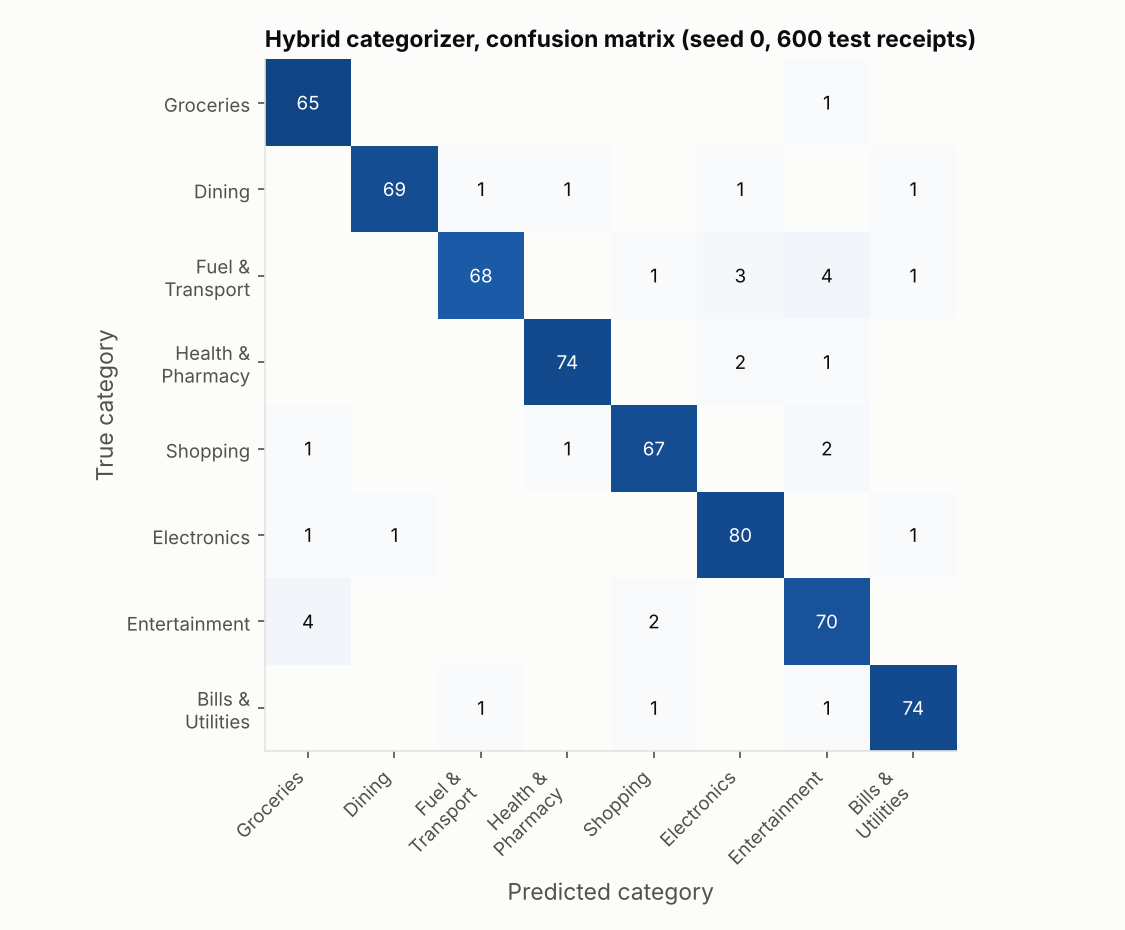 Hybrid categorizer, confusion matrix (seed 0, 600 test receipts)
True category
Groceries 65 1
Dining 69 1 1 1 1
Fuel &
Transport 68 1 3 4 1
Health &
Pharmacy 74 2 1
Shopping 1 1 67 2
Electronics 1 1 80 1
Entertainment 4 2 70
Bills &
Utilities 1 1 1 74
Groceries
Dining
Fuel &
Transport
Health &
Pharmacy
Shopping
Electronics
Entertainment
Bills &
Utilities
Predicted category